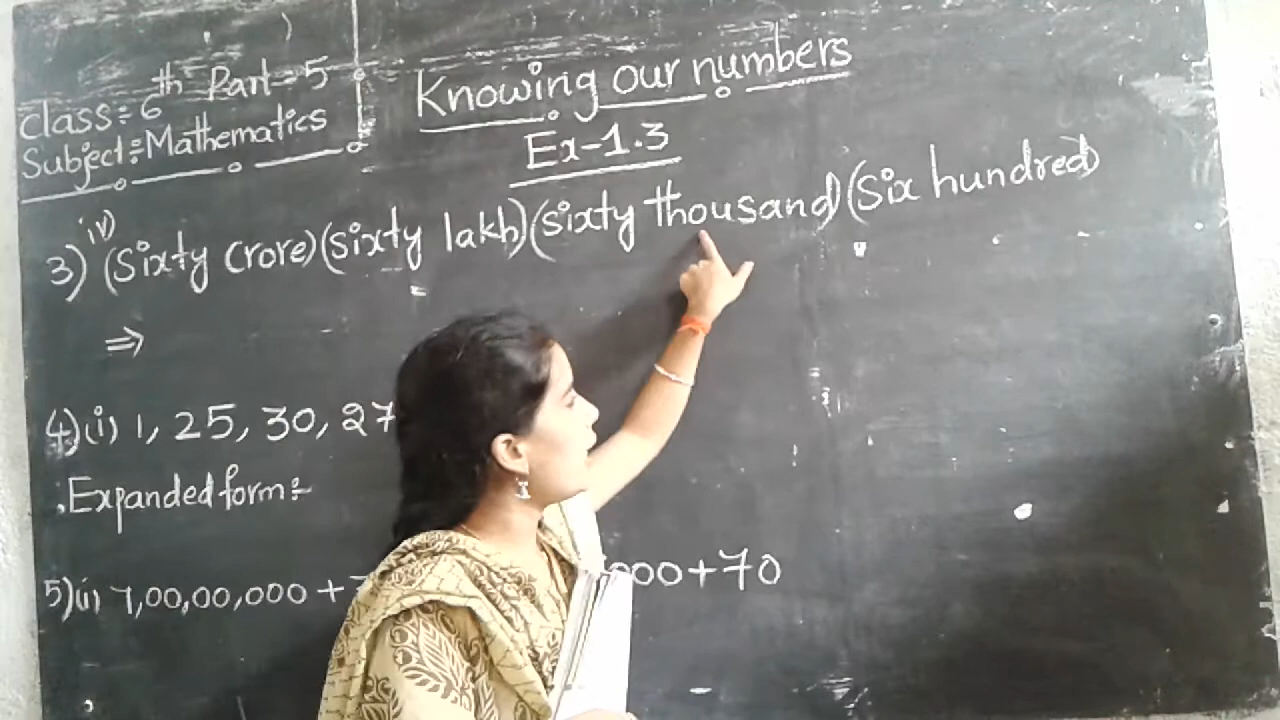 Class:- 6th Part-5
Subject:- Mathematics
Knowing our numbers
Ex-1.3
3) iv) (Sixty Crore)(Sixty lakh)(Sixty thousand)(Six hundred)
⇒
4)(i) 1, 25, 30, 27
Expanded form:-
5)(i) 7,00,00,000 + 000+70